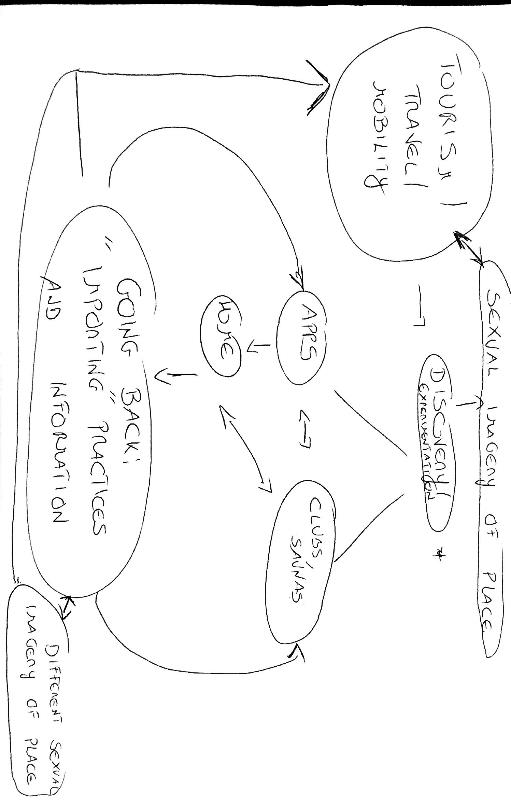 SEXUAL IMAGERY OF PLACE
TOURISM/
TRAVEL/
MOBILITY
DISCOVERY/
EXPERIMENTATION
*
APPS
CLUBS,
SAUNAS
HOME
GOING BACK:
"IMPORTING" PRACTICES
AND INFORMATION
DIFFERENT SEXUAL
IMAGERY OF PLACE